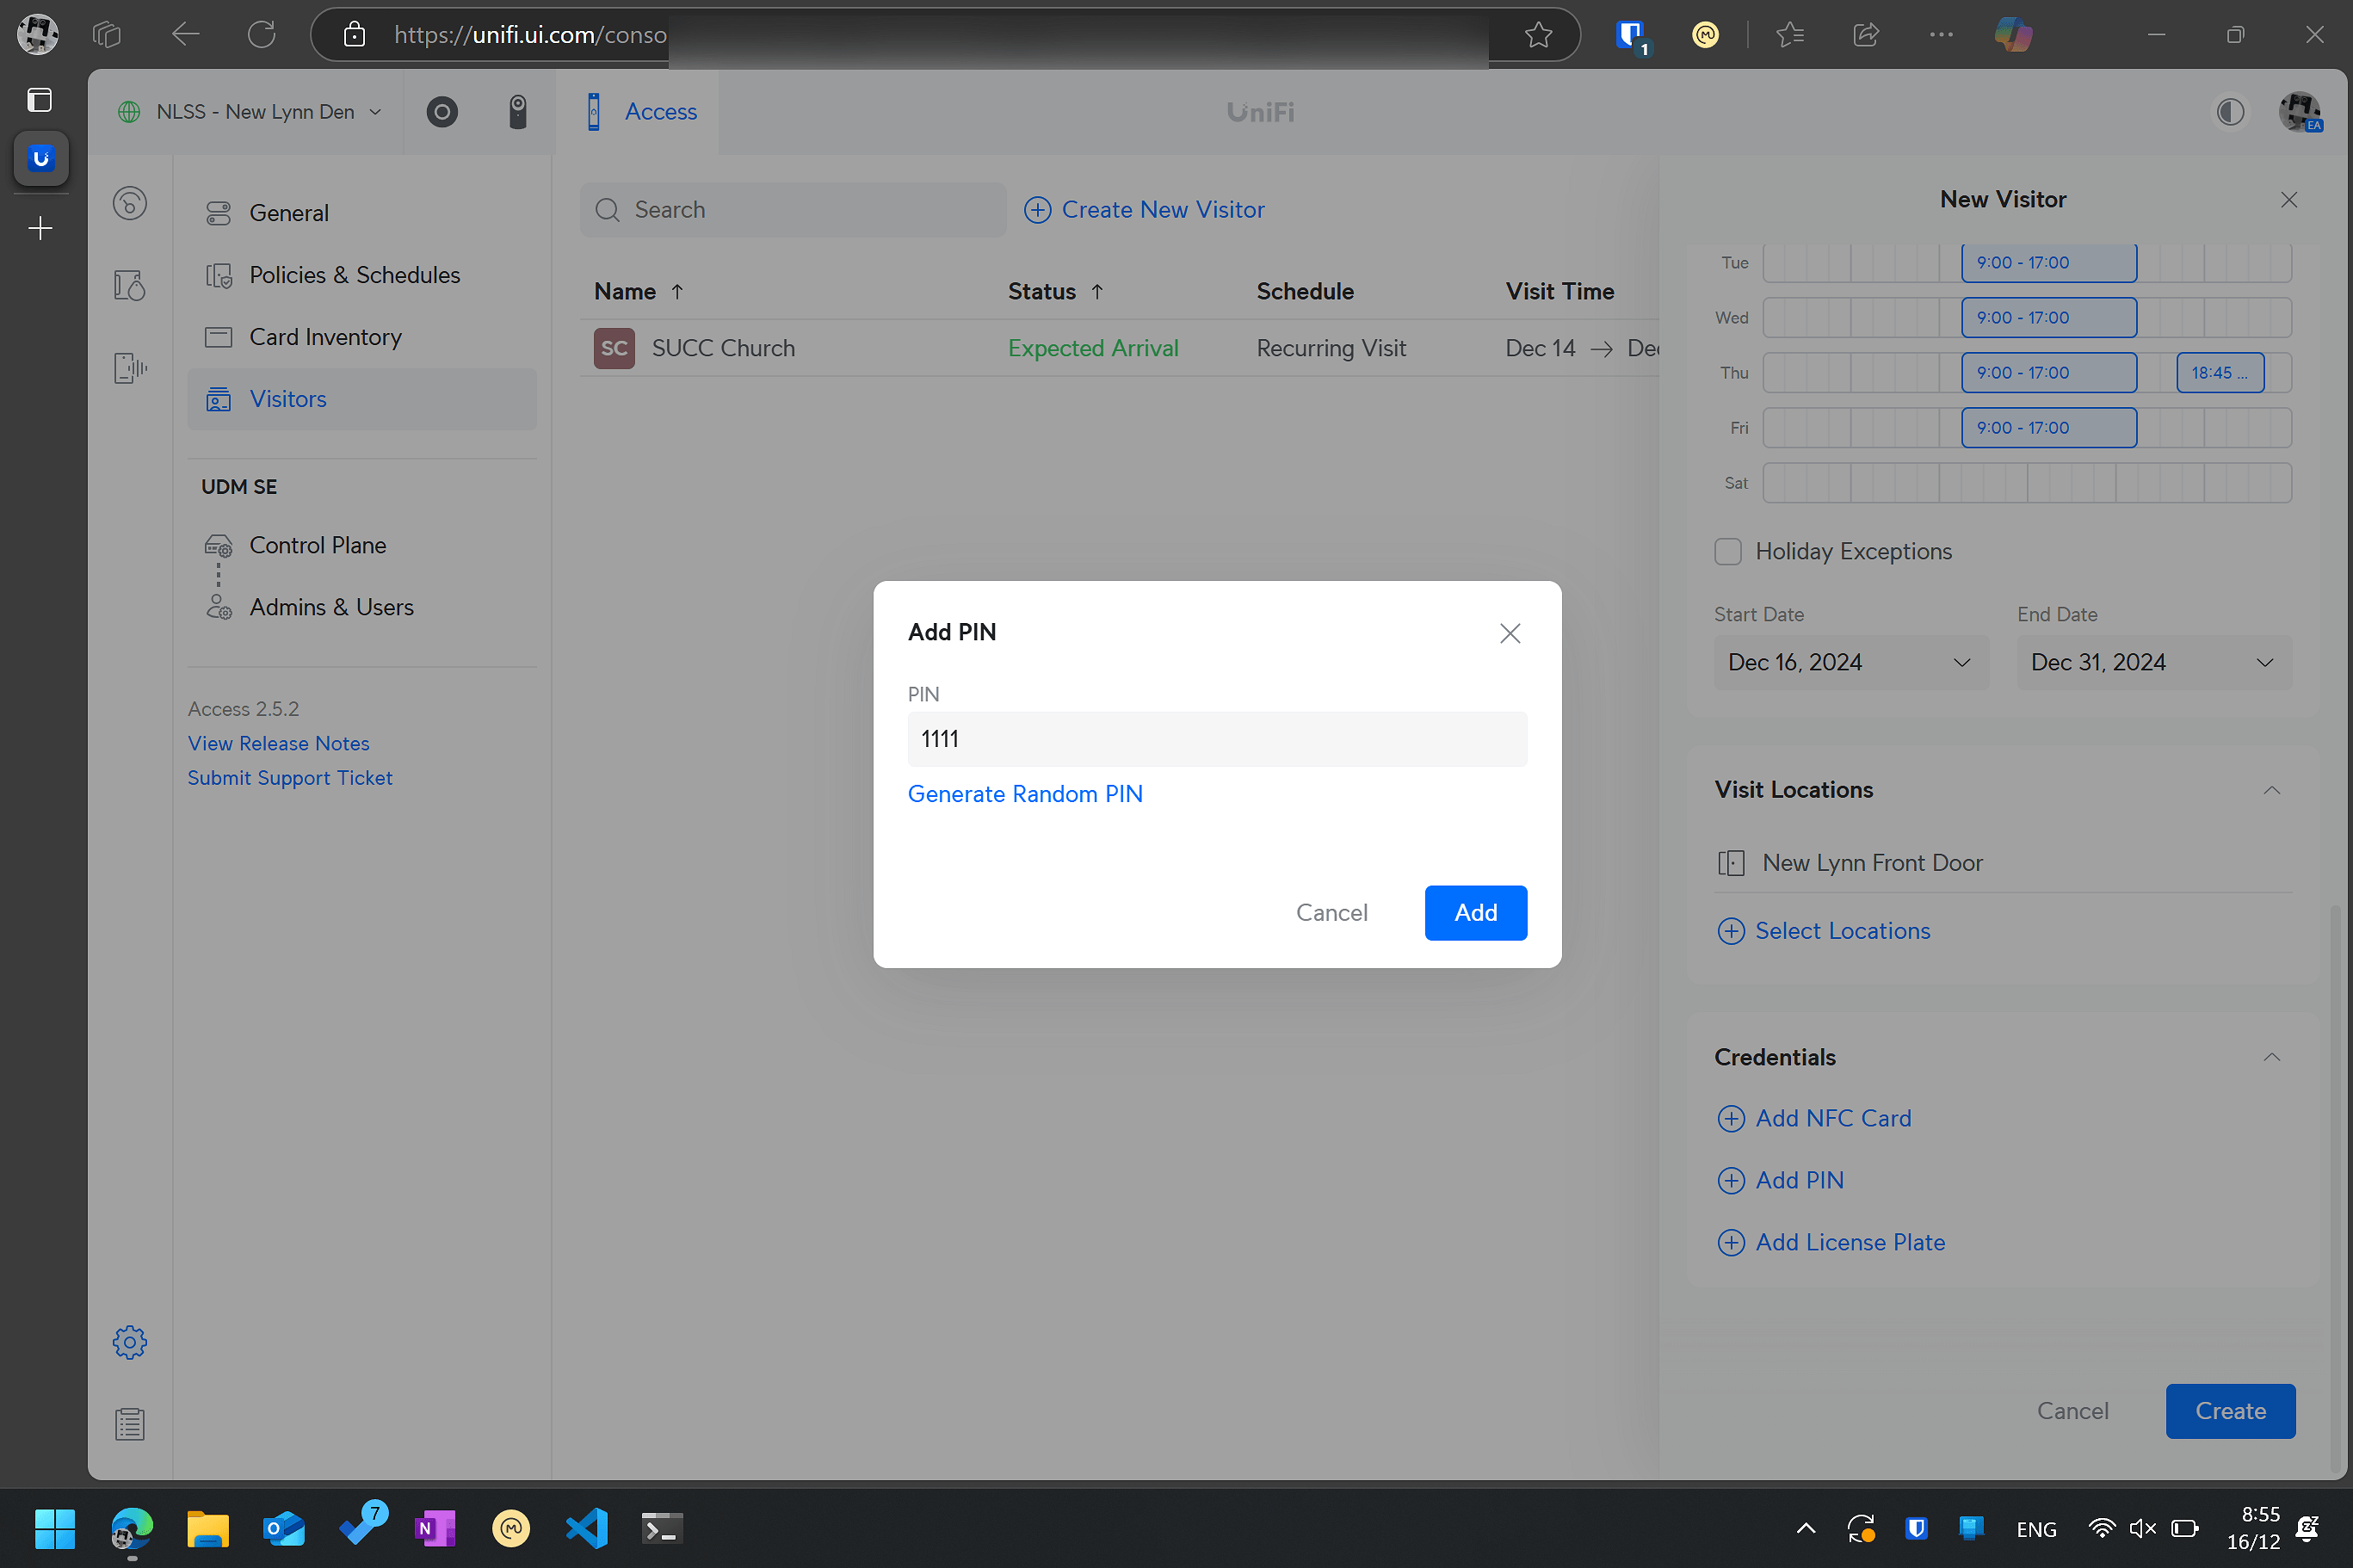 https://unifi.ui.com/conso
1
NLSS - New Lynn Den
Access
UniFi
EA
General
Policies & Schedules
Card Inventory
Visitors
UDM SE
Control Plane
Admins & Users
Access 2.5.2
View Release Notes
Submit Support Ticket
Search
Create New Visitor
Name ↑ Status ↑ Schedule Visit Time
SC SUCC Church Expected Arrival Recurring Visit Dec 14 → Dec
Add PIN
PIN
1111
Generate Random PIN
Cancel Add
New Visitor
Tue 9:00 - 17:00
Wed 9:00 - 17:00
Thu 9:00 - 17:00 18:45 ...
Fri 9:00 - 17:00
Sat
Holiday Exceptions
Start Date End Date
Dec 16, 2024 Dec 31, 2024
Visit Locations
New Lynn Front Door
Select Locations
Credentials
Add NFC Card
Add PIN
Add License Plate
Cancel Create
7
ENG
8:55
16/12